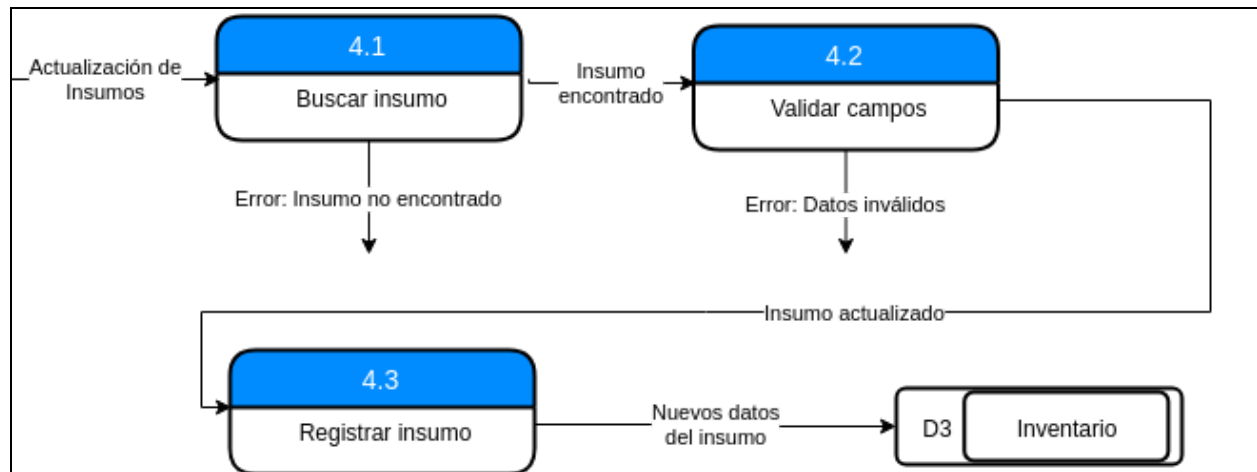 4.1
Actualización de
Insumos
Buscar insumo
Insumo
encontrado
4.2
Validar campos
Error: Insumo no encontrado
Error: Datos inválidos
Insumo actualizado
4.3
Registrar insumo
Nuevos datos
del insumo
D3
Inventario